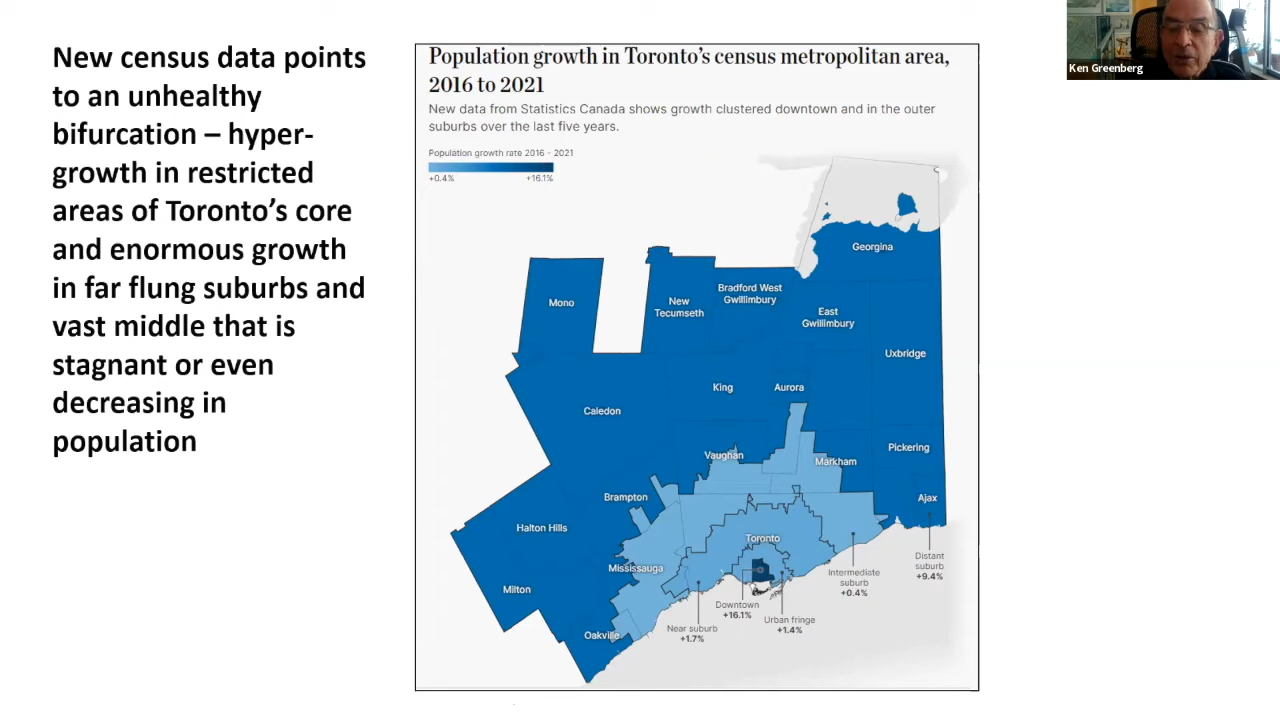 New census data points
to an unhealthy
bifurcation – hyper-
growth in restricted
areas of Toronto's core
and enormous growth
in far flung suburbs and
vast middle that is
stagnant or even
decreasing in
population
Population growth in Toronto's census metropolitan area,
2016 to 2021
New data from Statistics Canada shows growth clustered downtown and in the outer
suburbs over the last five years.
Population growth rate 2016 - 2021
+0.4% +16.1%
Georgina
Mono
New
Tecumseth
Bradford West
Gwillimbury
East
Gwillimbury
Uxbridge
King
Aurora
Caledon
Vaughan
Markham
Pickering
Brampton
Ajax
Halton Hills
Toronto
Mississauga
Milton
Oakville
Distant
suburb
+9.4%
Intermediate
suburb
+0.4%
Downtown
+16.1%
Urban fringe
+1.4%
Near suburb
+1.7%
Ken Greenberg